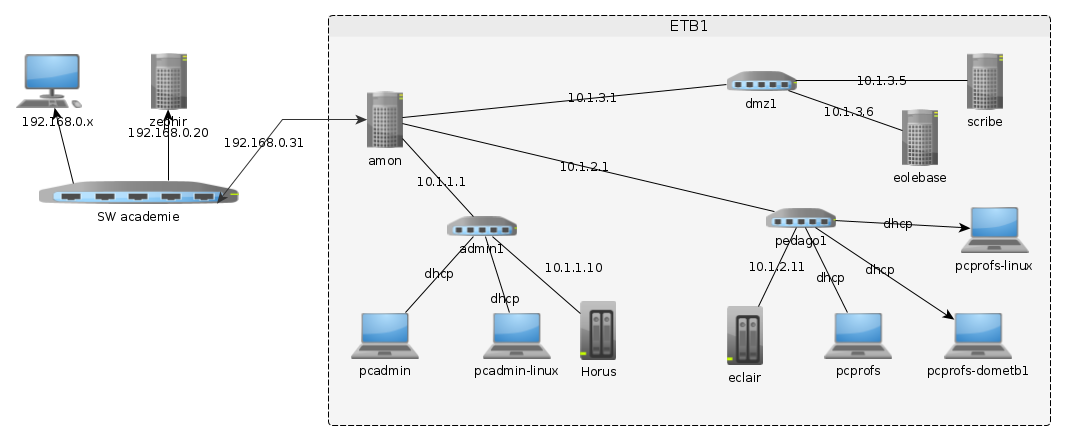 ETB1
192.168.0.x
zephir
192.168.0.20
192.168.0.31
SW academie
amon
10.1.3.1
dmz1
10.1.3.5
scribe
10.1.3.6
eolebase
10.1.2.1
10.1.1.1
admin1
dhcp
dhcp
10.1.1.10
pcadmin
pcadmin-linux
Horus
pedago1
dhcp
pcprofs-linux
10.1.2.11
dhcp
dhcp
eclair
pcprofs
pcprofs-dometb1